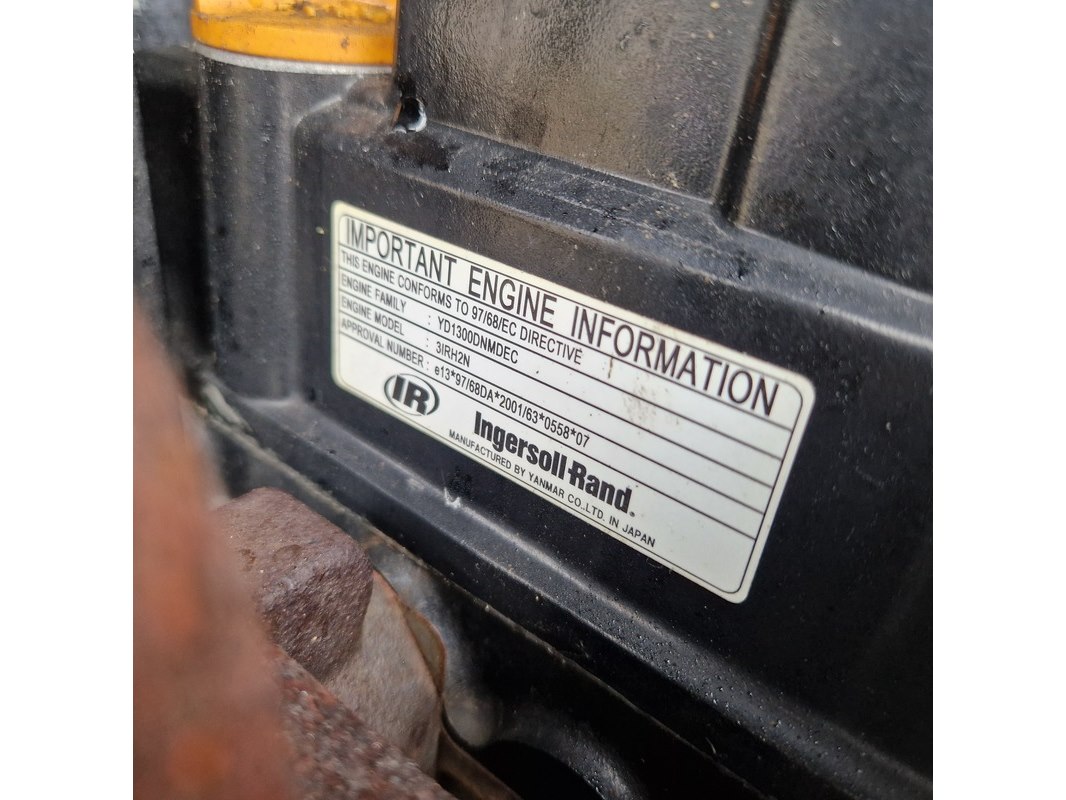 IMPORTANT ENGINE INFORMATION
THIS ENGINE CONFORMS TO 97/68/EC DIRECTIVE
ENGINE FAMILY : YD1300DNMDEC
ENGINE MODEL : 3IRH2N
APPROVAL NUMBER : e13*97/68DA*2001/63*0558*07
IR Ingersoll-Rand®
MANUFACTURED BY YANMAR CO.,LTD. IN JAPAN